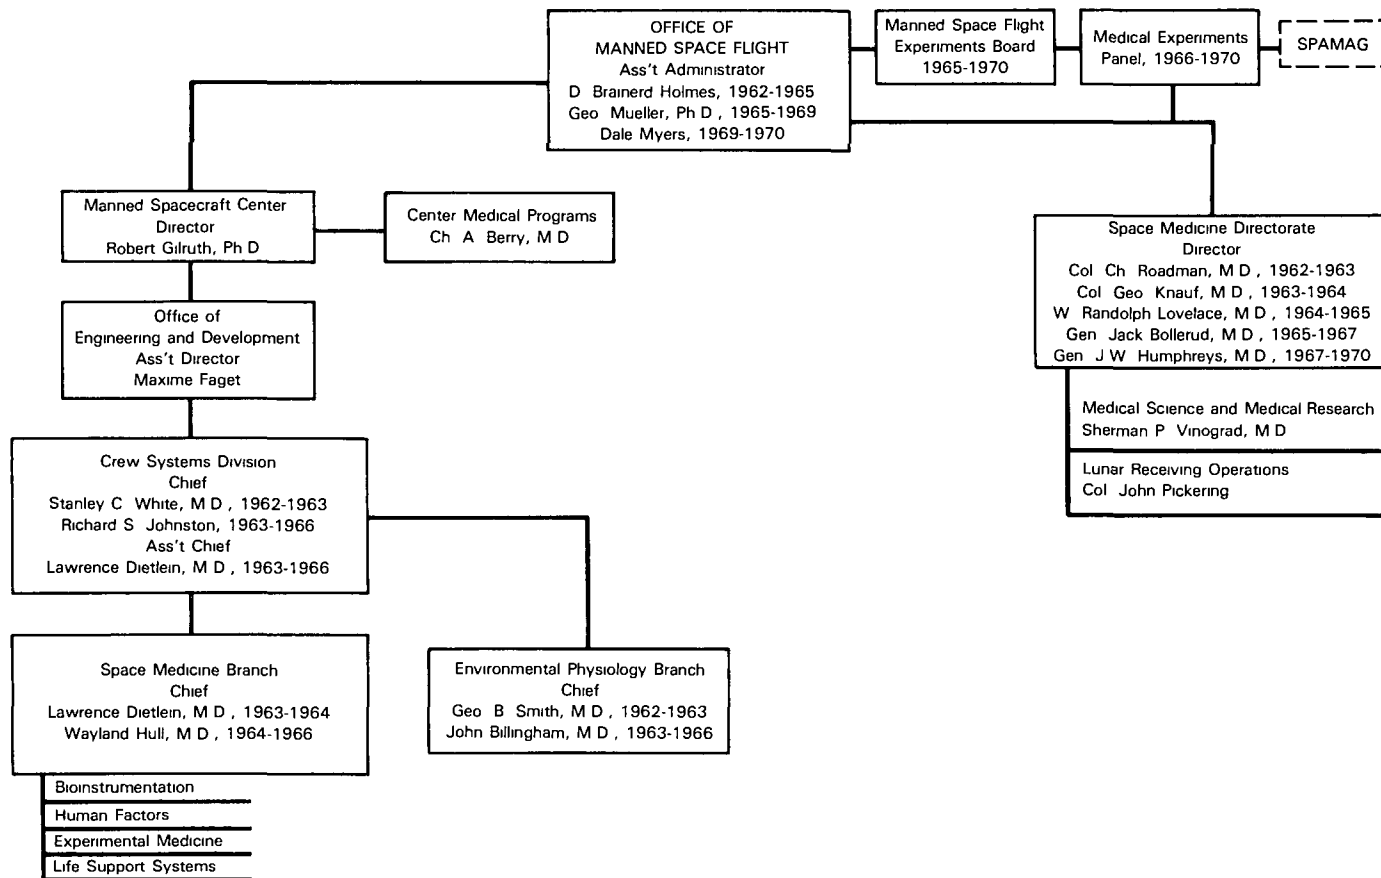 OFFICE OF
MANNED SPACE FLIGHT
Ass't Administrator
D Brainerd Holmes, 1962-1965
Geo Mueller, Ph D , 1965-1969
Dale Myers, 1969-1970
Manned Space Flight
Experiments Board
1965-1970
Medical Experiments
Panel, 1966-1970
SPAMAG
Manned Spacecraft Center
Director
Robert Gilruth, Ph D
Center Medical Programs
Ch A Berry, M D
Space Medicine Directorate
Director
Col Ch Roadman, M D , 1962-1963
Col Geo Knauf, M D , 1963-1964
W Randolph Lovelace, M D , 1964-1965
Gen Jack Bollerud, M D , 1965-1967
Gen J W Humphreys, M D , 1967-1970
Medical Science and Medical Research
Sherman P Vinograd, M D
Lunar Receiving Operations
Col John Pickering
Office of
Engineering and Development
Ass't Director
Maxime Faget
Crew Systems Division
Chief
Stanley C White, M D , 1962-1963
Richard S Johnston, 1963-1966
Ass't Chief
Lawrence Dietlein, M D , 1963-1966
Space Medicine Branch
Chief
Lawrence Dietlein, M D , 1963-1964
Wayland Hull, M D , 1964-1966
Environmental Physiology Branch
Chief
Geo B Smith, M D , 1962-1963
John Billingham, M D , 1963-1966
Bioinstrumentation
Human Factors
Experimental Medicine
Life Support Systems